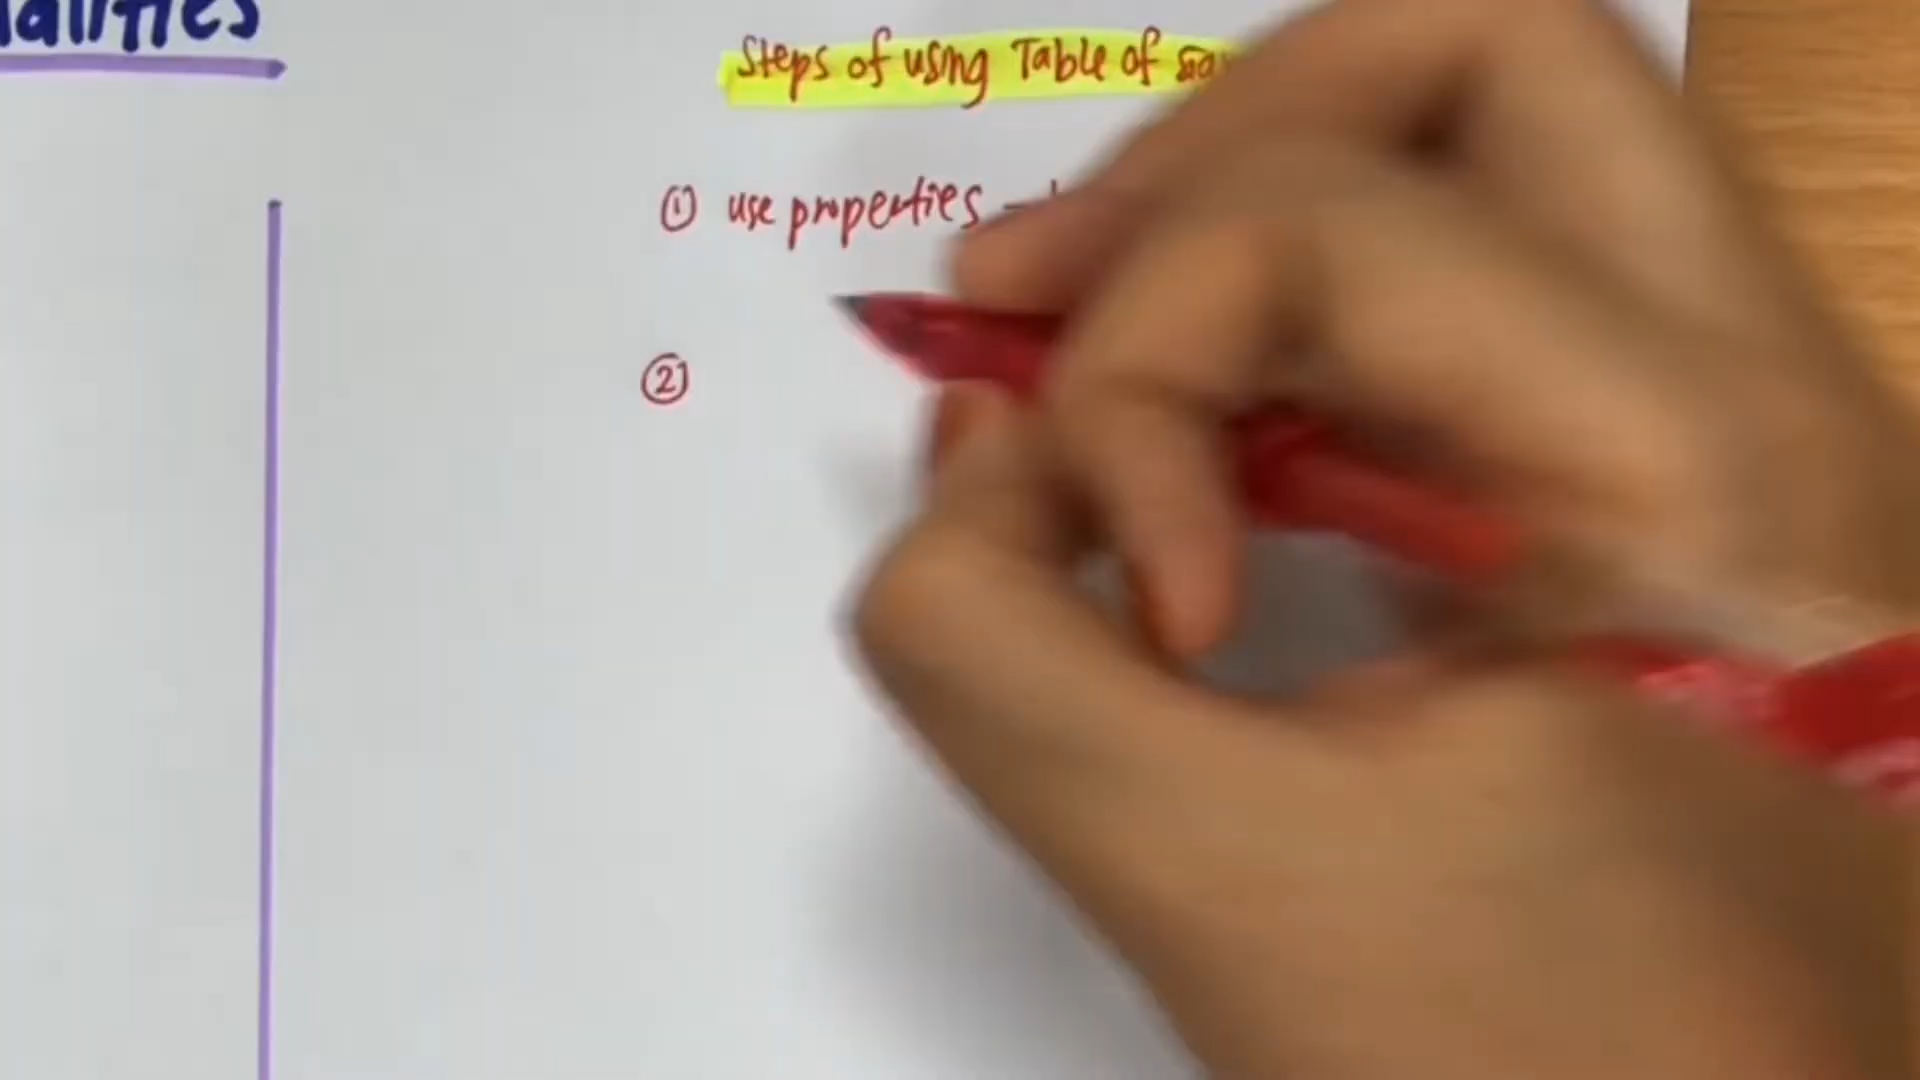 alities
Steps of using Table of
① use properties
②